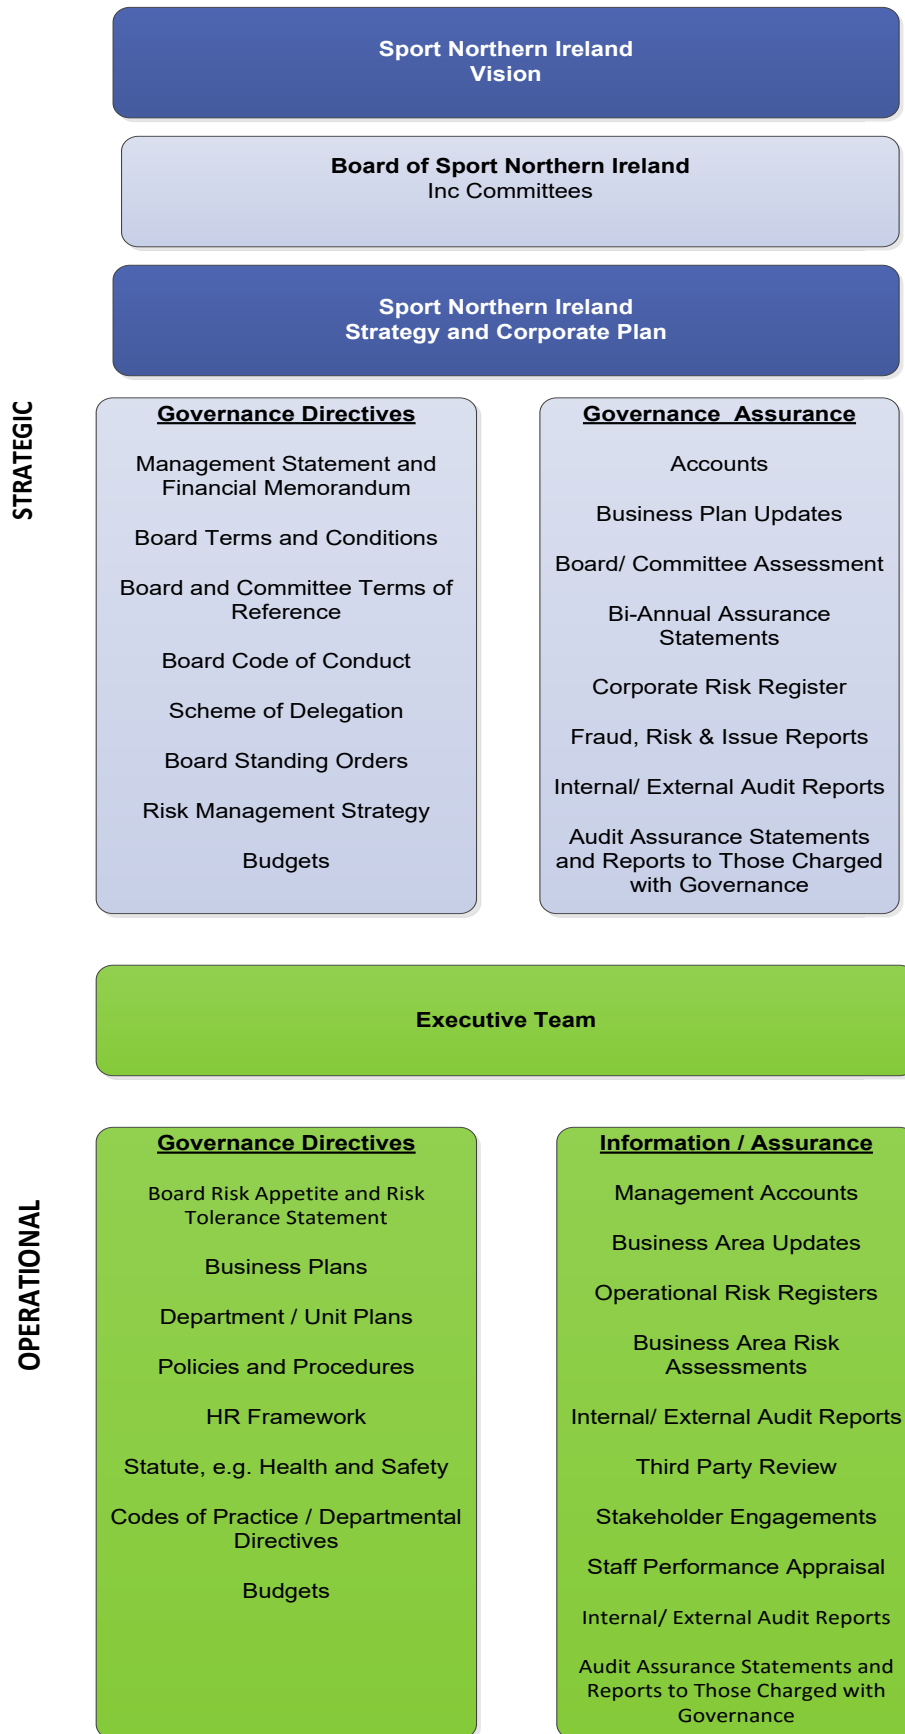 Sport Northern Ireland
Vision
Board of Sport Northern Ireland
Inc Committees
Sport Northern Ireland
Strategy and Corporate Plan
STRATEGIC
Governance Directives
Management Statement and
Financial Memorandum
Board Terms and Conditions
Board and Committee Terms of
Reference
Board Code of Conduct
Scheme of Delegation
Board Standing Orders
Risk Management Strategy
Budgets
Governance Assurance
Accounts
Business Plan Updates
Board/ Committee Assessment
Bi-Annual Assurance
Statements
Corporate Risk Register
Fraud, Risk & Issue Reports
Internal/ External Audit Reports
Audit Assurance Statements
and Reports to Those Charged
with Governance
Executive Team
OPERATIONAL
Governance Directives
Board Risk Appetite and Risk
Tolerance Statement
Business Plans
Department / Unit Plans
Policies and Procedures
HR Framework
Statute, e.g. Health and Safety
Codes of Practice / Departmental
Directives
Budgets
Information / Assurance
Management Accounts
Business Area Updates
Operational Risk Registers
Business Area Risk
Assessments
Internal/ External Audit Reports
Third Party Review
Stakeholder Engagements
Staff Performance Appraisal
Internal/ External Audit Reports
Audit Assurance Statements and
Reports to Those Charged with
Governance